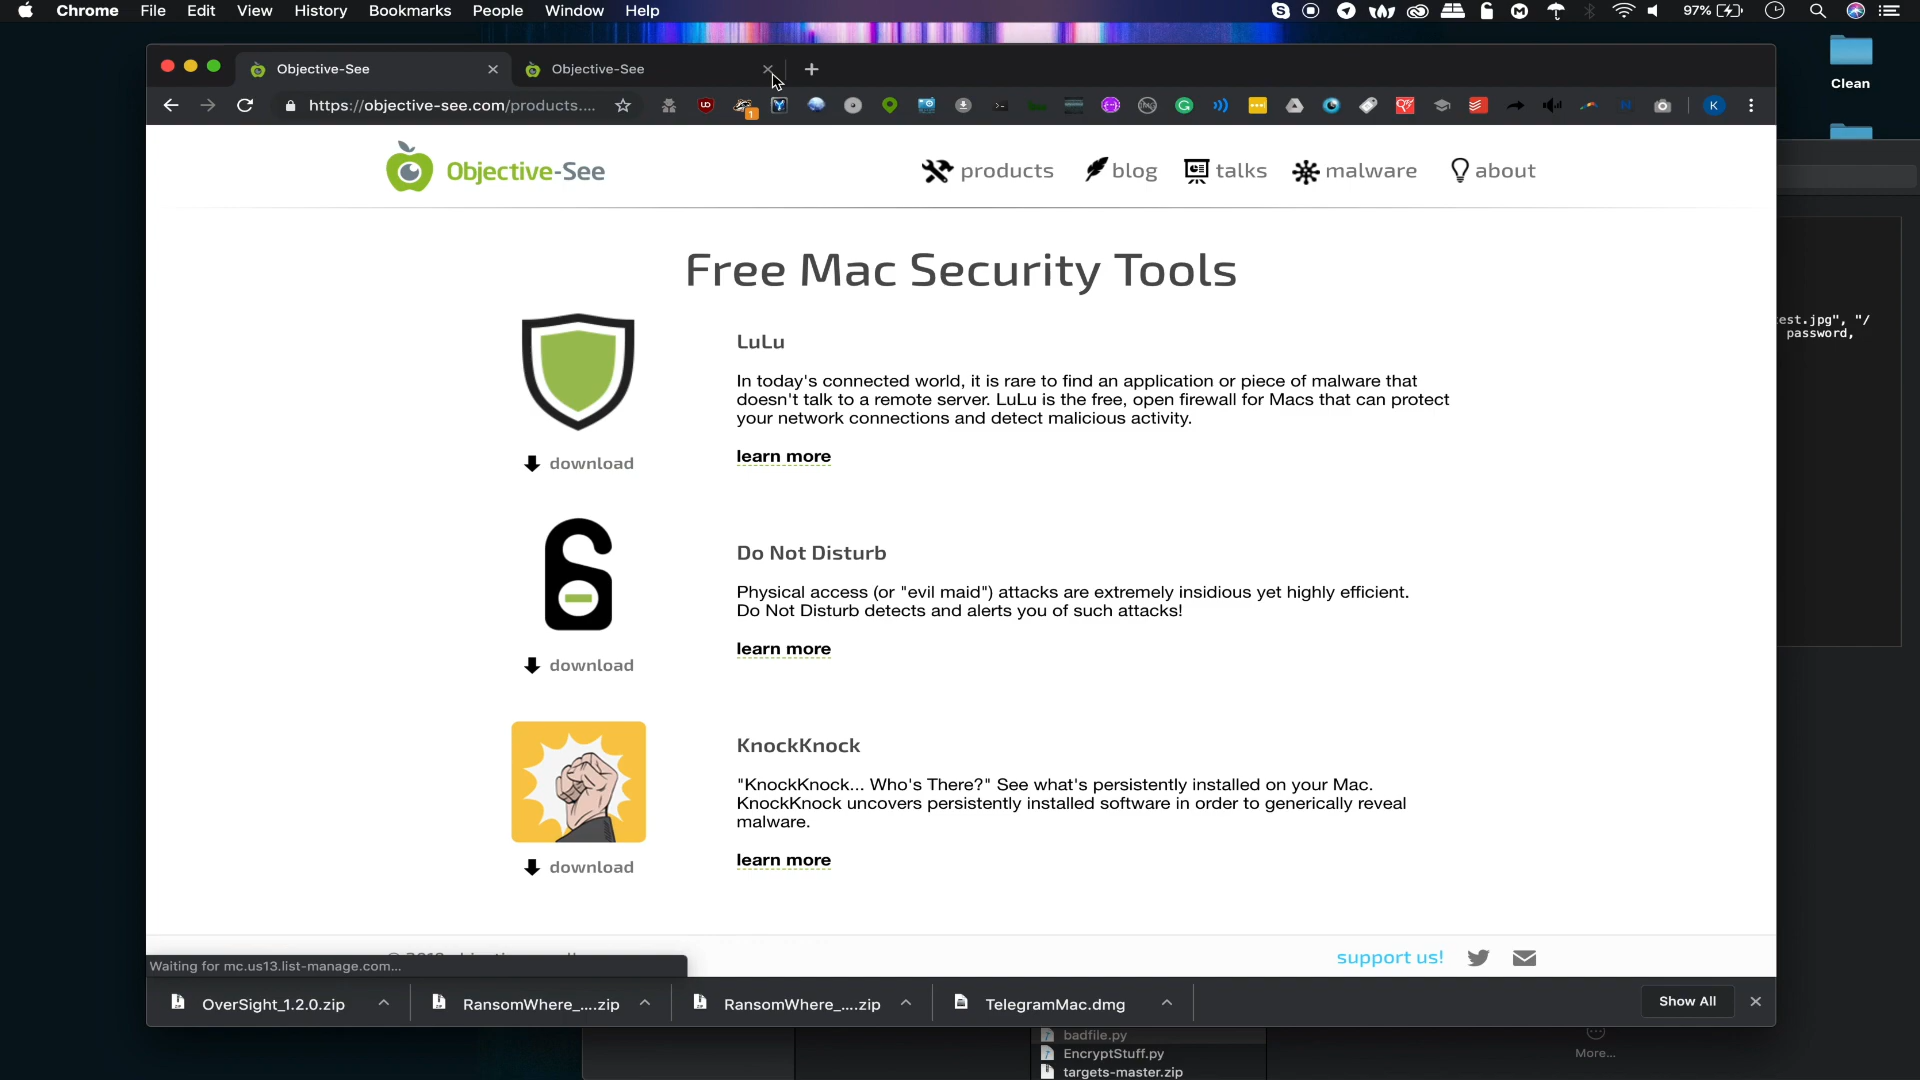 Chrome File Edit View History Bookmarks People Window Help 97%
Clean
Objective-See Objective-See
https://objective-see.com/products.... 1 K
Objective-See products blog talks malware about
Free Mac Security Tools
LuLu
In today's connected world, it is rare to find an application or piece of malware that
doesn't talk to a remote server. LuLu is the free, open firewall for Macs that can protect
your network connections and detect malicious activity.
learn more
download
Do Not Disturb
Physical access (or "evil maid") attacks are extremely insidious yet highly efficient.
Do Not Disturb detects and alerts you of such attacks!
learn more
download
KnockKnock
"KnockKnock... Who's There?" See what's persistently installed on your Mac.
KnockKnock uncovers persistently installed software in order to generically reveal
malware.
learn more
download
est.jpg", "/
password,
support us!
Waiting for mc.us13.list-manage.com...
OverSight_1.2.0.zip RansomWhere_....zip RansomWhere_....zip TelegramMac.dmg Show All
badfile.py
EncryptStuff.py
targets-master.zip
More...